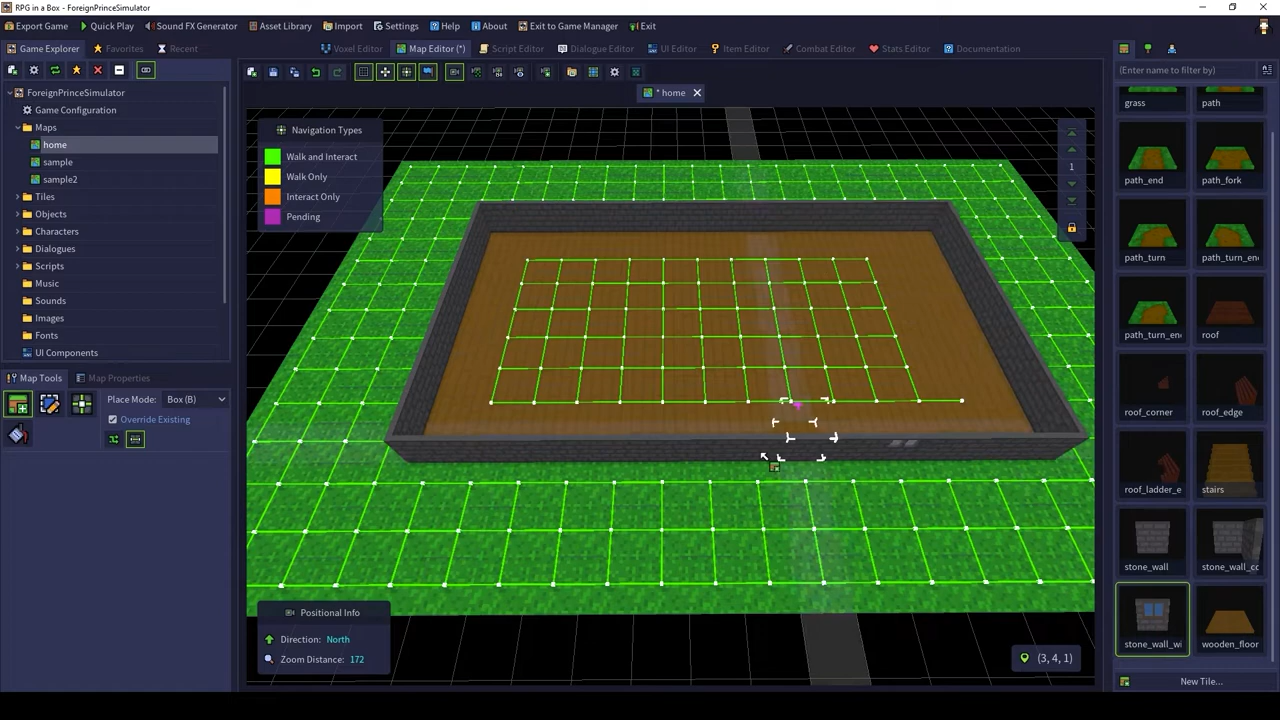 RPG in a Box - ForeignPrinceSimulator
Export Game Quick Play Sound FX Generator Asset Library Import Settings Help About Exit to Game Manager Exit
Game Explorer Favorites Recent
Voxel Editor Map Editor (*) Script Editor Dialogue Editor UI Editor Item Editor Combat Editor Stats Editor Documentation
(Enter name to filter by)
* home
ForeignPrinceSimulator
Game Configuration
Maps
home
sample
sample2
Tiles
Objects
Characters
Dialogues
Scripts
Music
Sounds
Images
Fonts
UI Components
Map Tools Map Properties
Place Mode: Box (B)
Override Existing
Navigation Types
Walk and Interact
Walk Only
Interact Only
Pending
1
Positional Info
Direction: North
Zoom Distance: 172
(3, 4, 1)
grass path
path_end path_fork
path_turn path_turn_en
path_turn_en roof
roof_corner roof_edge
roof_ladder_e stairs
stone_wall stone_wall_co
stone_wall_wi wooden_floor
New Tile...